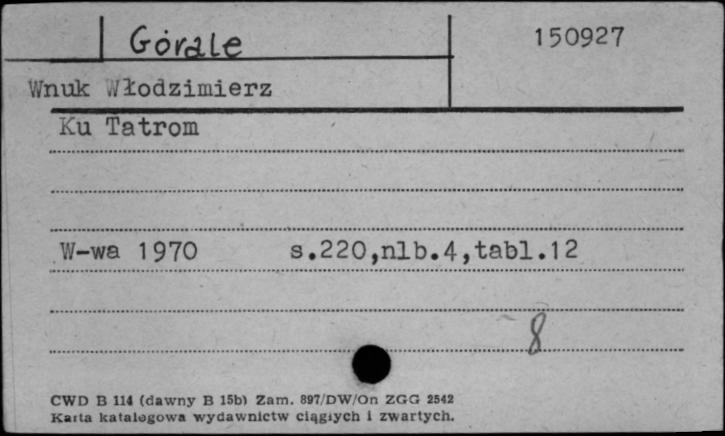 Górale
150927
Wnuk Włodzimierz
Ku Tatrom
W-wa 1970 s.220,nlb.4,tabl.12
8
CWD B 114 (dawny B 15b) Zam. 897/DW/On ZGG 2542
Karta katalogowa wydawnictw ciągłych i zwartych.